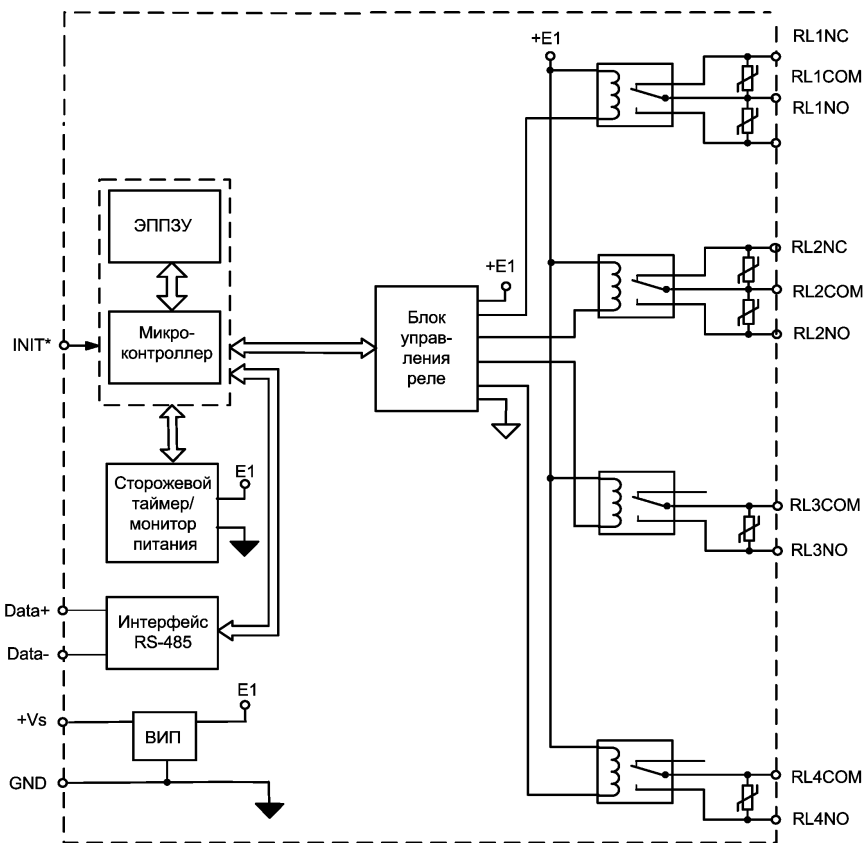 RL1NC
+E1
RL1COM
RL1NO
ЭППЗУ
RL2NC
+E1
RL2COM
Блок
управ-
ления
реле
Микро-
контроллер
INIT*
RL2NO
E1
Сторожевой
таймер/
монитор
питания
RL3COM
RL3NO
Data+
Интерфейс
RS-485
Data-
E1
+Vs
ВИП
GND
RL4COM
RL4NO